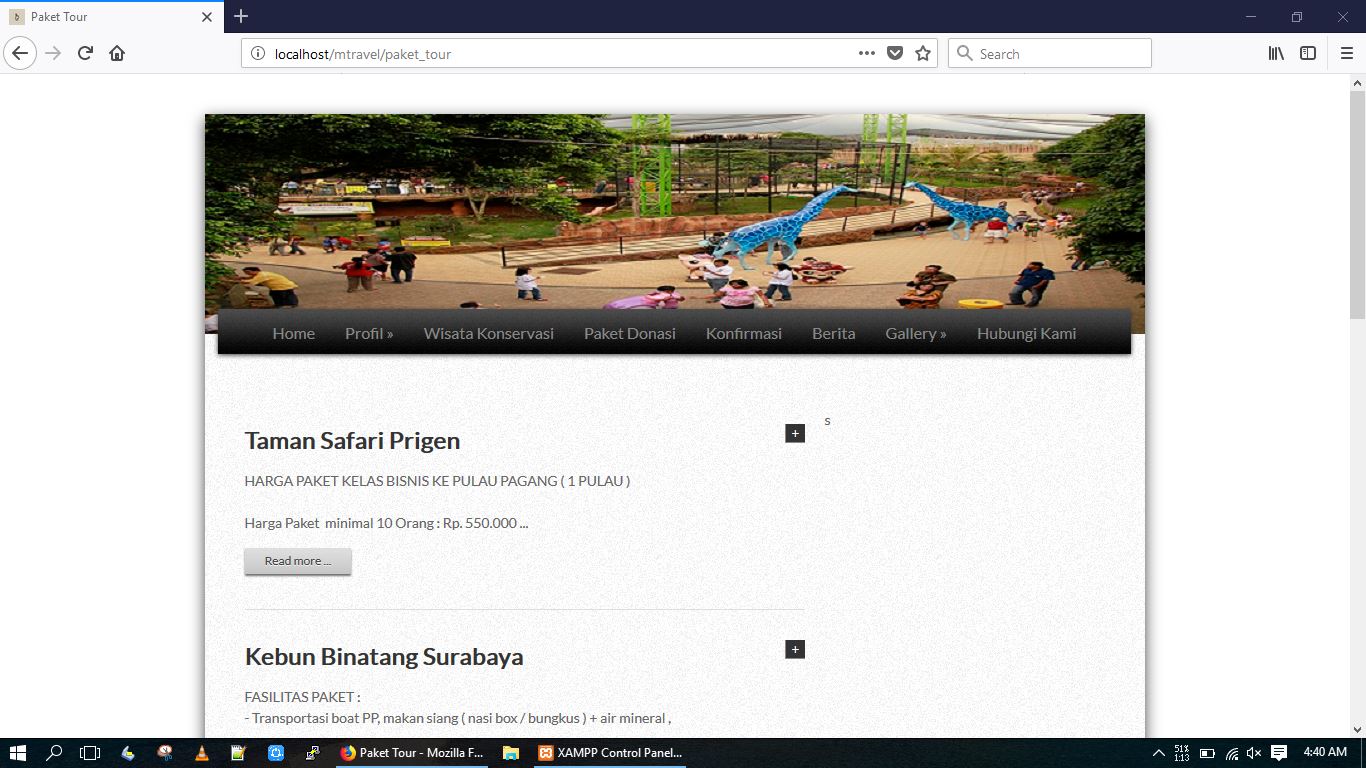 Paket Tour
localhost/mtravel/paket_tour
Search
Home Profil » Wisata Konservasi Paket Donasi Konfirmasi Berita Gallery » Hubungi Kami
s
Taman Safari Prigen +
HARGA PAKET KELAS BISNIS KE PULAU PAGANG ( 1 PULAU )
Harga Paket minimal 10 Orang : Rp. 550.000 ...
Read more ...
Kebun Binatang Surabaya +
FASILITAS PAKET :
- Transportasi boat PP, makan siang ( nasi box / bungkus ) + air mineral ,
Paket Tour - Mozilla F... XAMPP Control Panel... 51% 4:40 AM
1:13